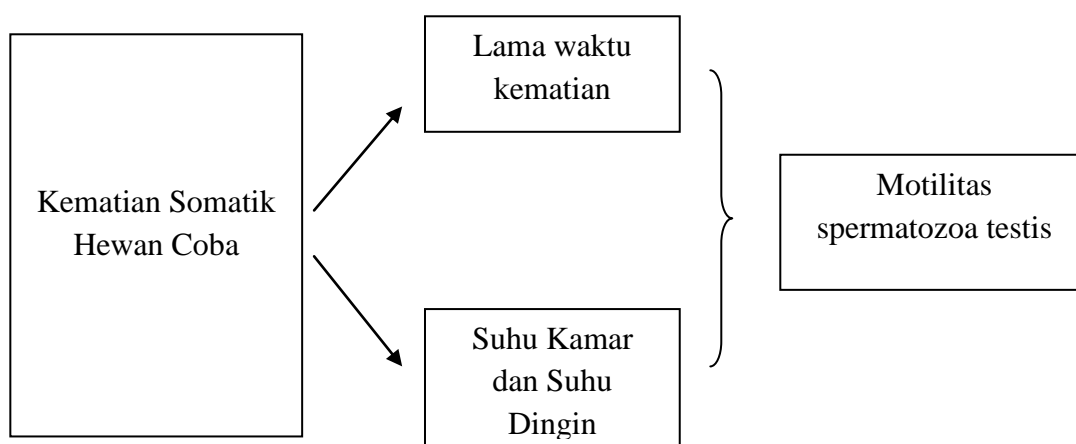 Kematian Somatik
Hewan Coba
Lama waktu
kematian
Suhu Kamar
dan Suhu
Dingin
Motilitas
spermatozoa testis